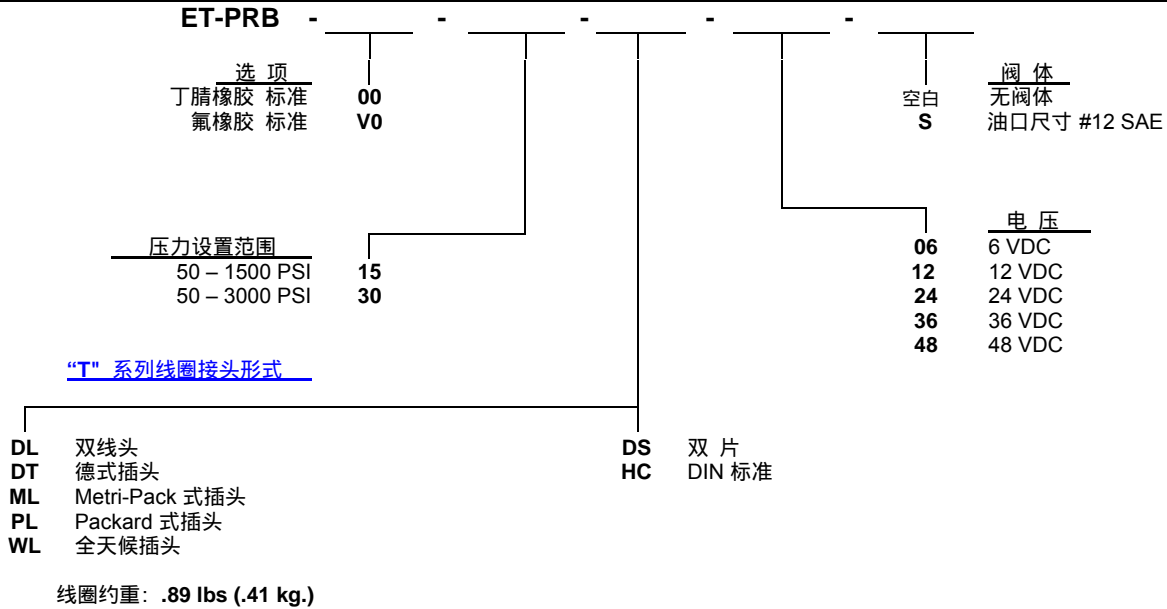 ET-PRB - - - - -
选 项
丁腈橡胶 标准 00
氟橡胶 标准 V0
阀 体
空白 无阀体
S 油口尺寸 #12 SAE
压力设置范围
50 – 1500 PSI 15
50 – 3000 PSI 30
电 压
06 6 VDC
12 12 VDC
24 24 VDC
36 36 VDC
48 48 VDC
“T" 系列线圈接头形式
DL 双线头
DT 德式插头
ML Metri-Pack 式插头
PL Packard 式插头
WL 全天候插头
DS 双 片
HC DIN 标准
线圈约重: .89 lbs (.41 kg.)